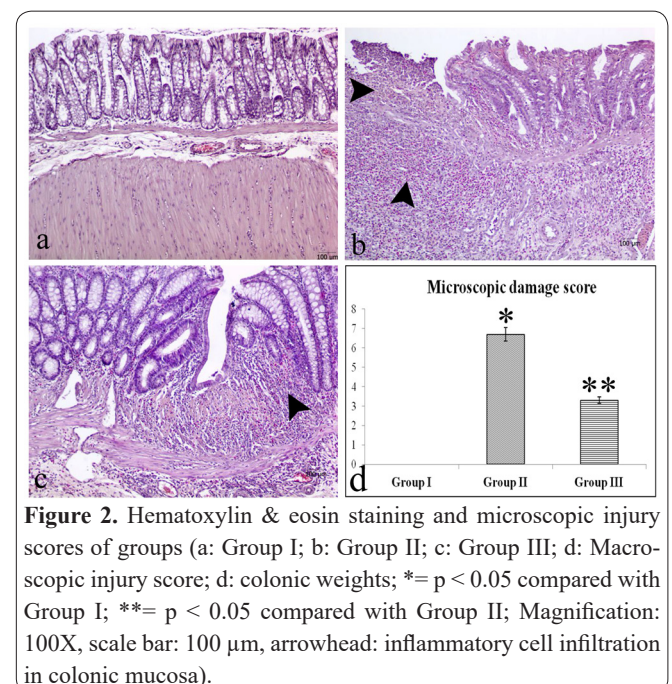 a
100 µm
b
100 µm
c
d
Microscopic damage score
8
7
6
5
4
3
2
1
0
*
**
Group I
Group II
Group III
Figure 2. Hematoxylin & eosin staining and microscopic injury
scores of groups (a: Group I; b: Group II; c: Group III; d: Macro-
scopic injury score; d: colonic weights; *= p < 0.05 compared with
Group I; **= p < 0.05 compared with Group II; Magnification:
100X, scale bar: 100 µm, arrowhead: inflammatory cell infiltration
in colonic mucosa).